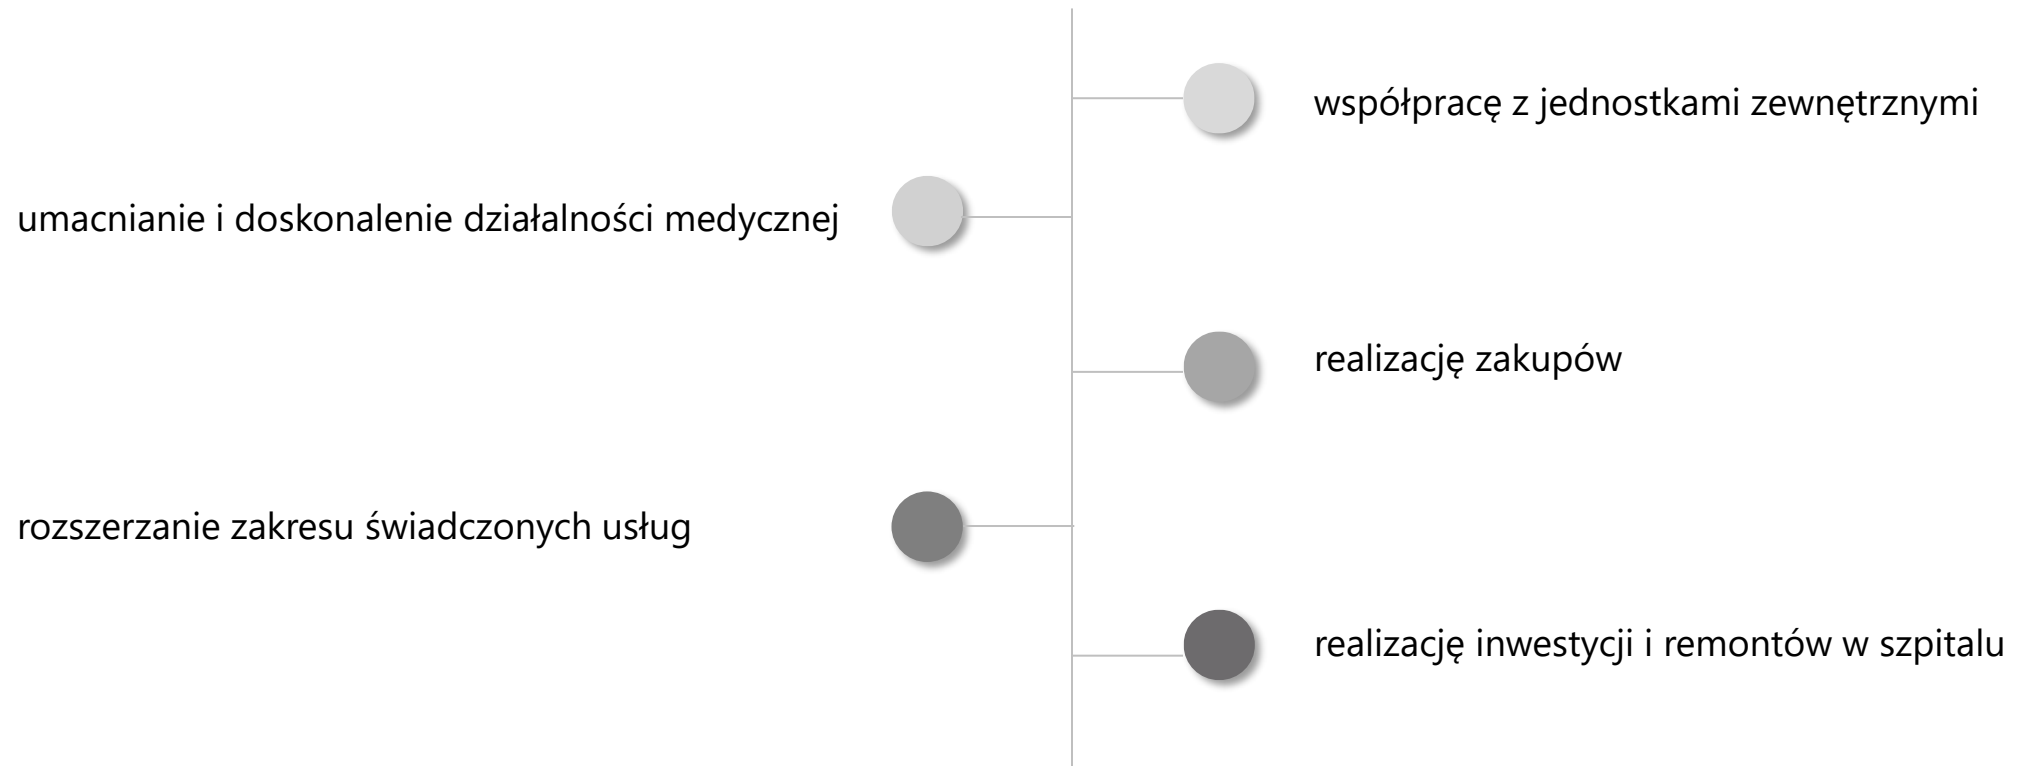 współpracę z jednostkami zewnętrznymi
umacnianie i doskonalenie działalności medycznej
realizację zakupów
rozszerzanie zakresu świadczonych usług
realizację inwestycji i remontów w szpitalu